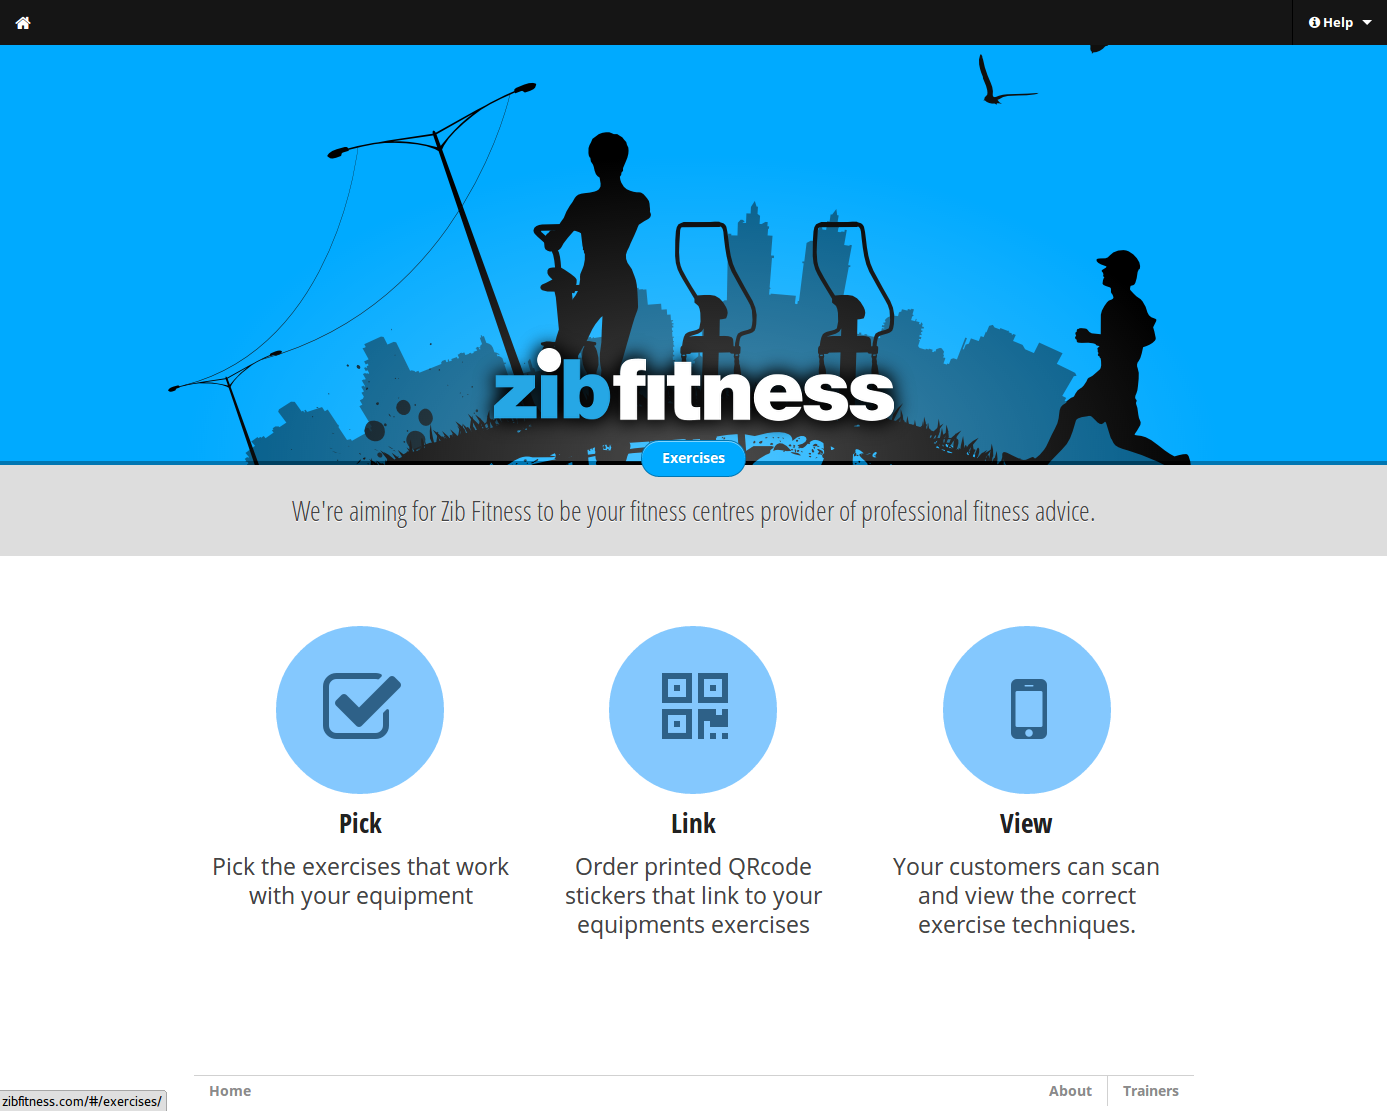 Help
zibfitness
Exercises
We're aiming for Zib Fitness to be your fitness centres provider of professional fitness advice.
Pick
Pick the exercises that work
with your equipment
Link
Order printed QRcode
stickers that link to your
equipments exercises
View
Your customers can scan
and view the correct
exercise techniques.
Home
About
Trainers
zibfitness.com/#/exercises/